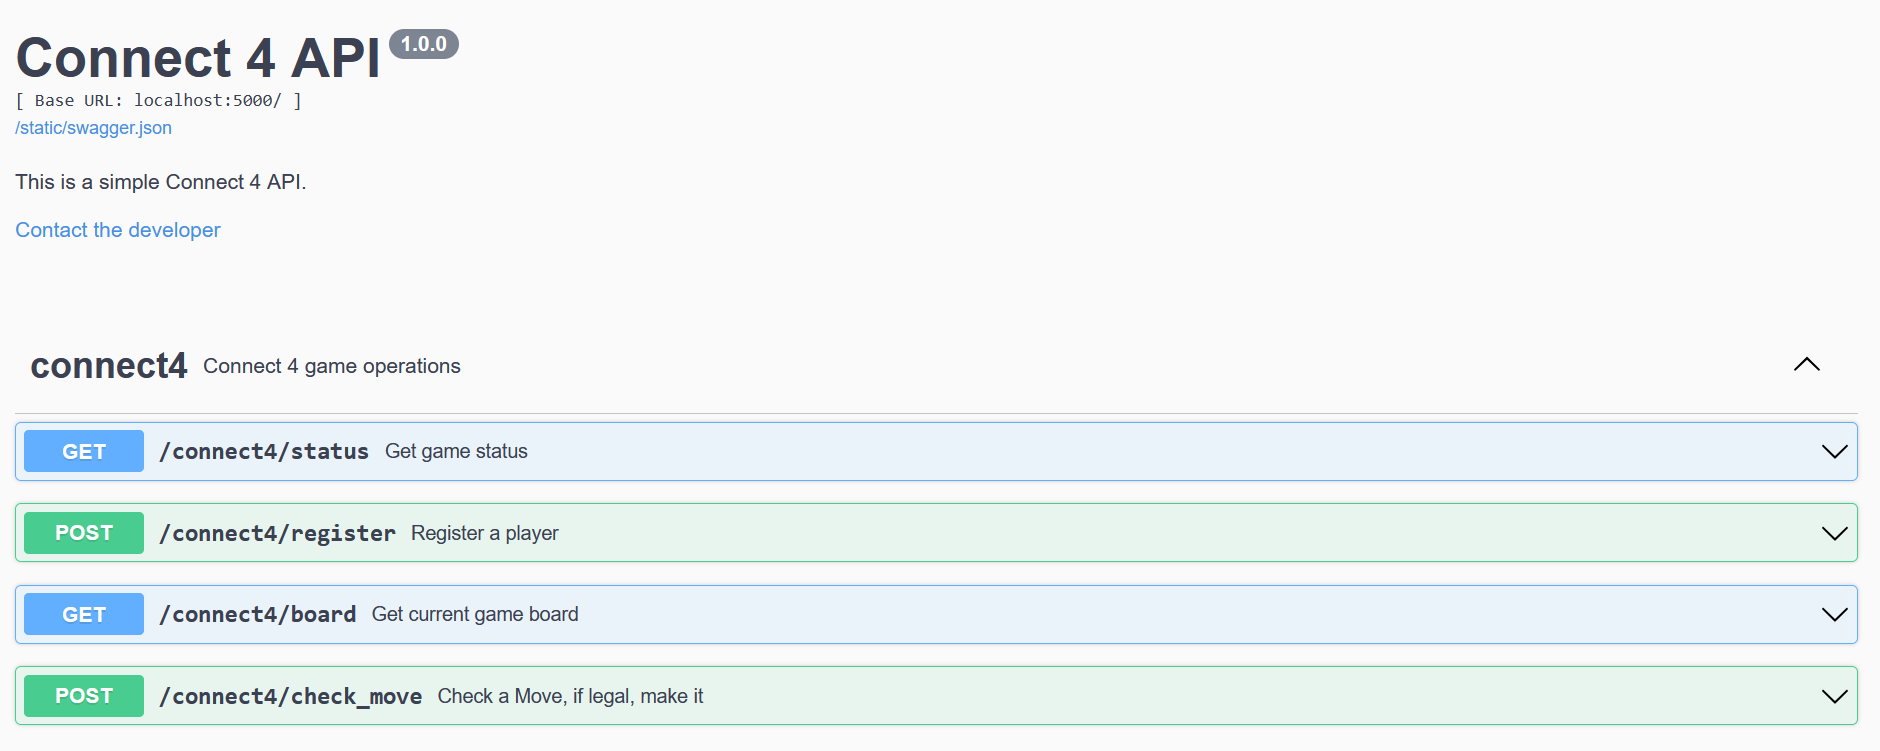 Connect 4 API 1.0.0
[ Base URL: localhost:5000/ ]
/static/swagger.json
This is a simple Connect 4 API.
Contact the developer
connect4 Connect 4 game operations
GET /connect4/status Get game status
POST /connect4/register Register a player
GET /connect4/board Get current game board
POST /connect4/check_move Check a Move, if legal, make it